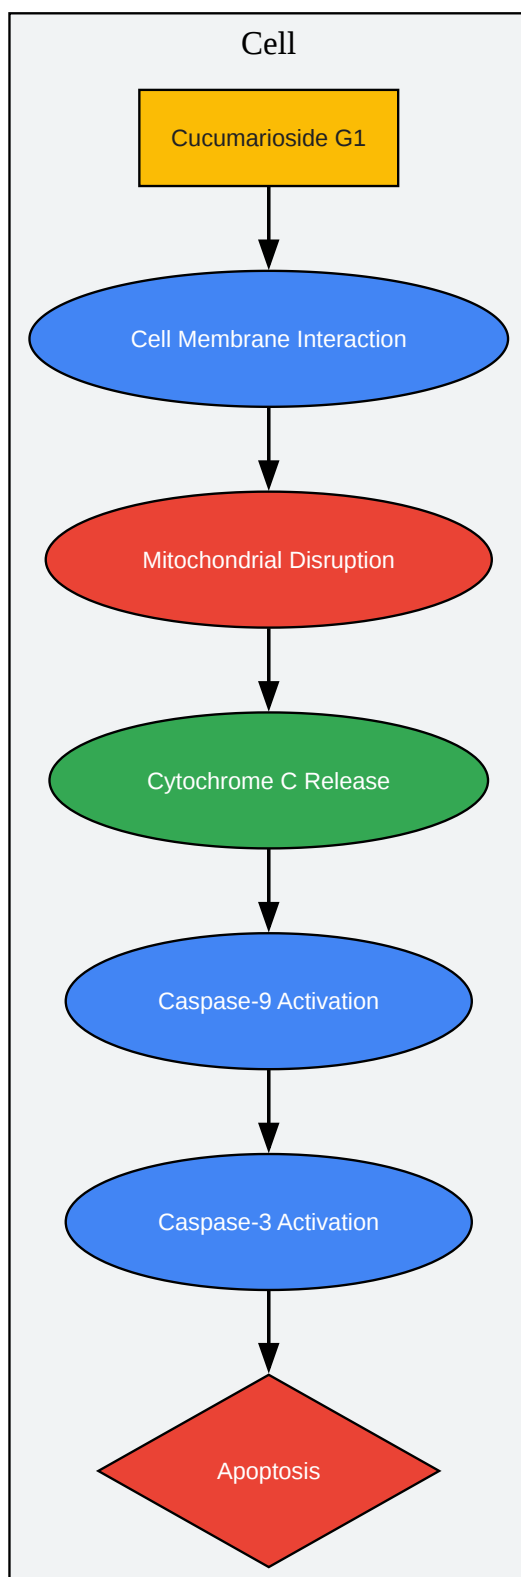 Cell
Cucumarioside G1
Cell Membrane Interaction
Mitochondrial Disruption
Cytochrome C Release
Caspase-9 Activation
Caspase-3 Activation
Apoptosis